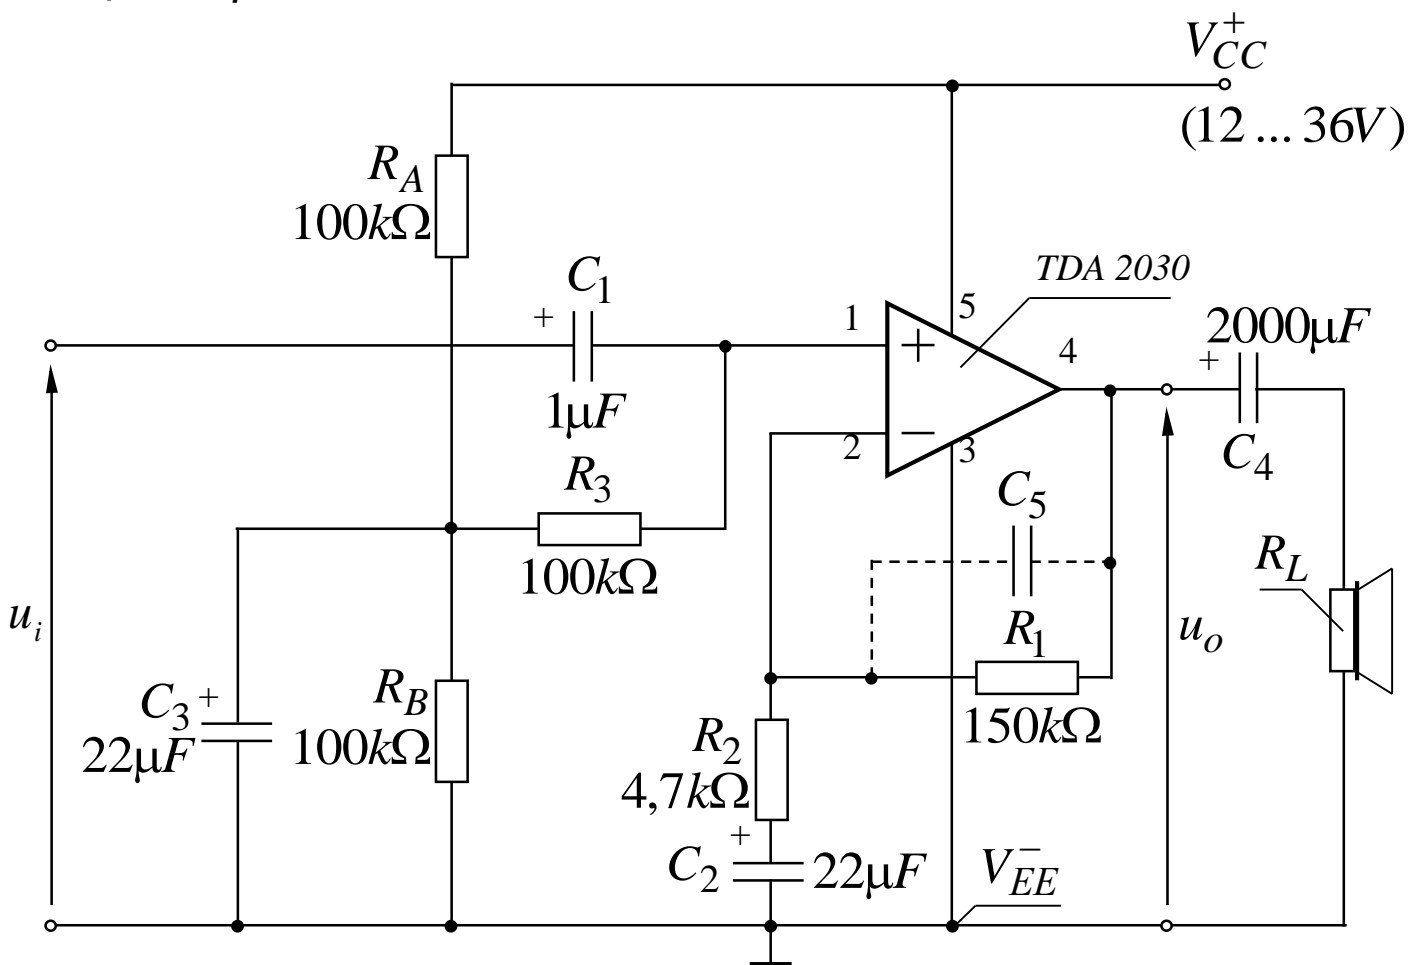 V_CC^+
(12 ... 36V)
R_A
100kΩ
C_1
+
1μF
TDA 2030
1
5
4
2
3
+
−
2000μF
+
C_4
R_3
100kΩ
C_5
R_1
150kΩ
R_L
u_i
u_o
C_3 +
22μF
R_B
100kΩ
R_2
4,7kΩ
+
C_2
22μF
V_EE^−